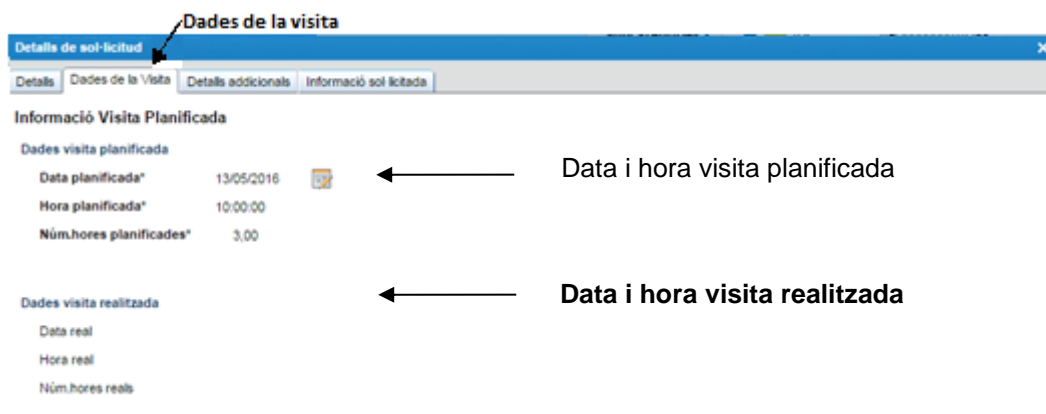 Dades de la visita
Detalls de sol·licitud
Detalls Dades de la Visita Detalls addicionals Informació sol·licitada
Informació Visita Planificada
Dades visita planificada
Data planificada* 13/05/2016 Data i hora visita planificada
Hora planificada* 10:00:00
Núm.hores planificades* 3,00
Dades visita realitzada Data i hora visita realitzada
Data real
Hora real
Núm.hores reals